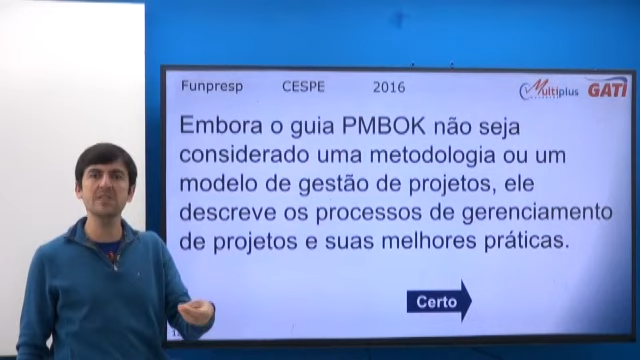 Funpresp CESPE 2016
Multiplus GATI
Embora o guia PMBOK não seja
considerado uma metodologia ou um
modelo de gestão de projetos, ele
descreve os processos de gerenciamento
de projetos e suas melhores práticas.
Certo